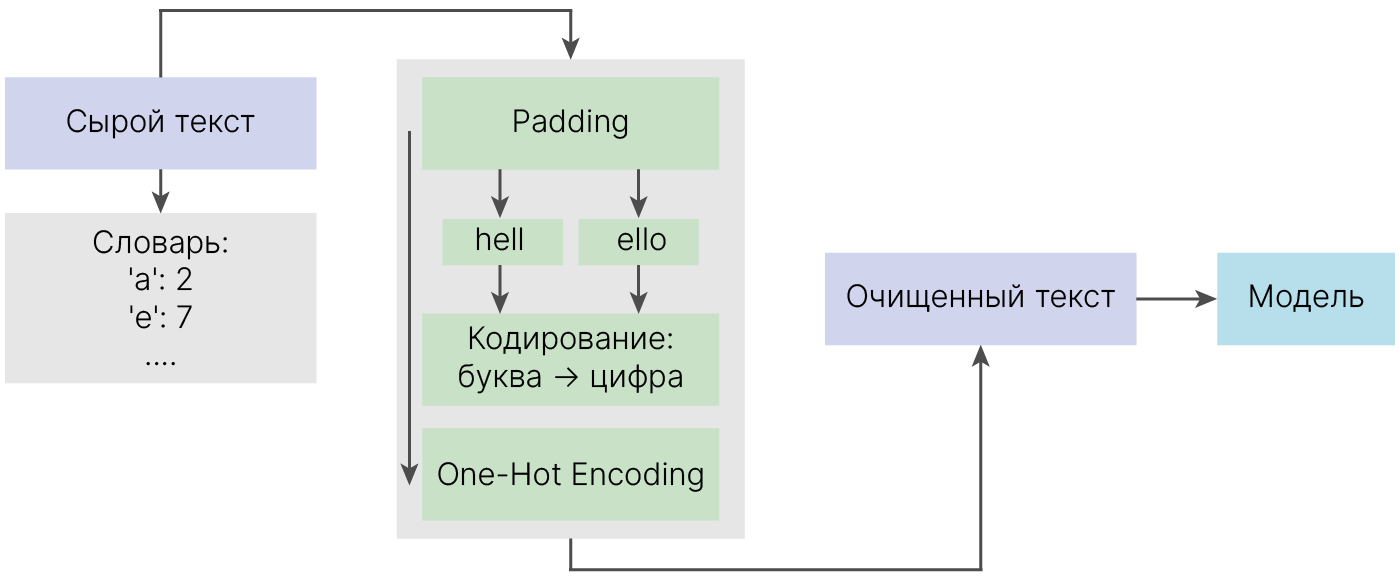 Сырой текст
Словарь:
'a': 2
'e': 7
....
Padding
hell
ello
Кодирование:
буква → цифра
One-Hot Encoding
Очищенный текст
Модель